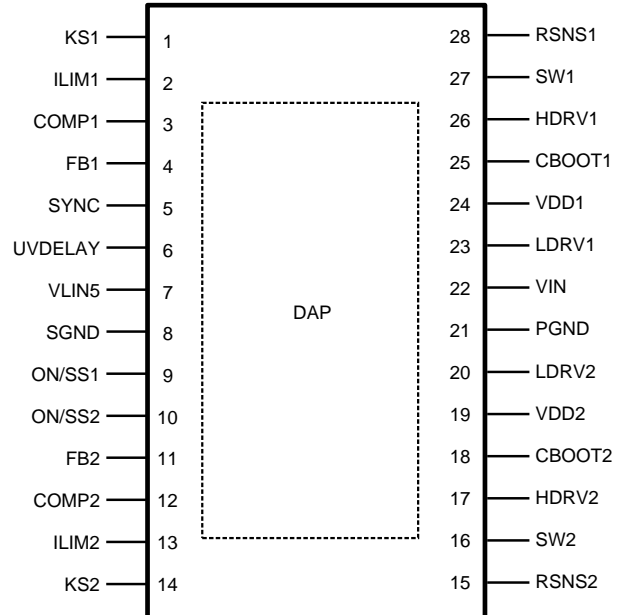 KS1 1 28 RSNS1
ILIM1 2 27 SW1
COMP1 3 26 HDRV1
FB1 4 25 CBOOT1
SYNC 5 24 VDD1
UVDELAY 6 23 LDRV1
VLIN5 7 22 VIN
DAP
SGND 8 21 PGND
ON/SS1 9 20 LDRV2
ON/SS2 10 19 VDD2
FB2 11 18 CBOOT2
COMP2 12 17 HDRV2
ILIM2 13 16 SW2
KS2 14 15 RSNS2